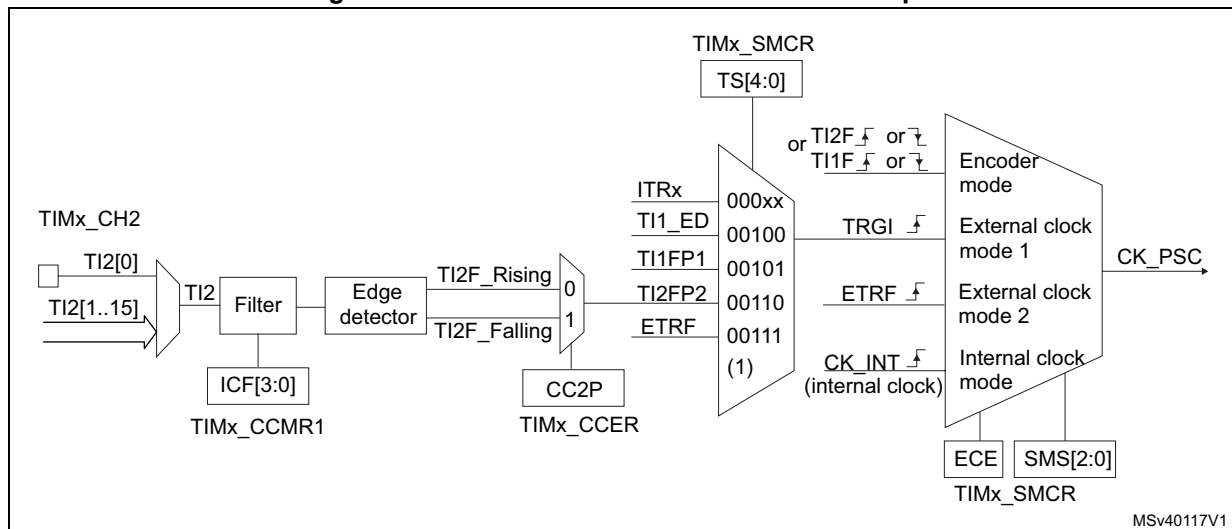 TIMx_SMCR
TS[4:0]
or TI2F or
TI1F or
Encoder
mode
ITRx
000xx
TIMx_CH2
TI1_ED
00100
TRGI
External clock
mode 1
CK_PSC
TI2[0]
TI1FP1
00101
TI2F_Rising
0
TI2
Filter
Edge
detector
TI2FP2
00110
ETRF
External clock
mode 2
TI2[1..15]
1
TI2F_Falling
ETRF
00111
(1)
CK_INT
(internal clock)
Internal clock
mode
ICF[3:0]
CC2P
TIMx_CCMR1
TIMx_CCER
ECE
SMS[2:0]
TIMx_SMCR
MSv40117V1